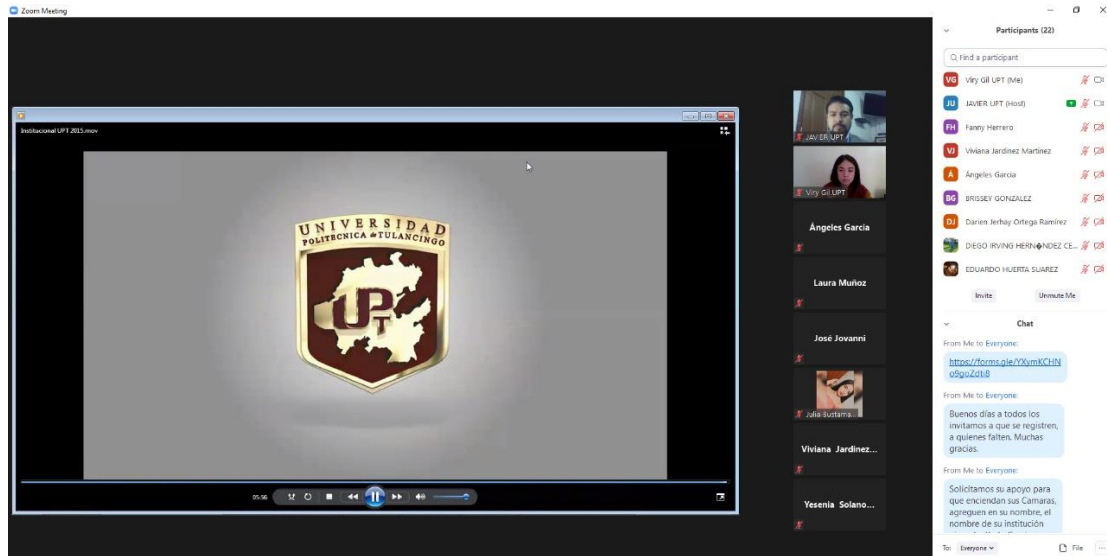 Zoom Meeting
Institucional UPT 2015.mov
UNIVERSIDAD
POLITECNICA de TULANCINGO
UPT
05:56
JAVIER UPT
Viry Gil UPT
Ángeles Garcia
Laura Muñoz
José Jovanni
Julia Bustama...
Viviana Jardinez...
Yesenia Solano...
Participants (22)
Find a participant
VG Viry Gil UPT (Me)
JU JAVIER UPT (Host)
FH Fanny Herrero
VJ Viviana Jardinez Martínez
Á Ángeles Garcia
BG BRISSEY GONZALEZ
DJ Darien Jerhay Ortega Ramírez
DIEGO IRVING HERN�NDEZ CE...
EDUARDO HUERTA SUAREZ
Invite Unmute Me
Chat
From Me to Everyone:
https://forms.gle/YXymKCHN
o9goZdti8
From Me to Everyone:
Buenos días a todos los
invitamos a que se registren,
a quienes falten. Muchas
gracias.
From Me to Everyone:
Solicitamos su apoyo para
que enciendan sus Camaras,
agreguen en su nombre, el
nombre de su institución
To: Everyone File ...